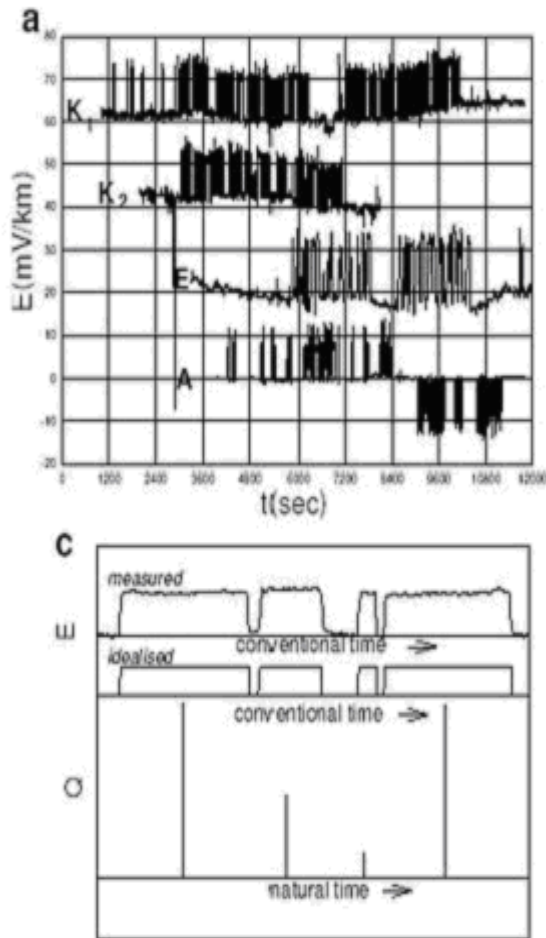 a
80
70
60
K
50
K₂
40
E(mV/km)
30
E
20
10
A
0
-10
-20
0 1200 2400 3600 4800 6000 7200 8400 9600 10800 12000
t(sec)
c
measured
E
conventional time →
idealised
conventional time →
Q
natural time →